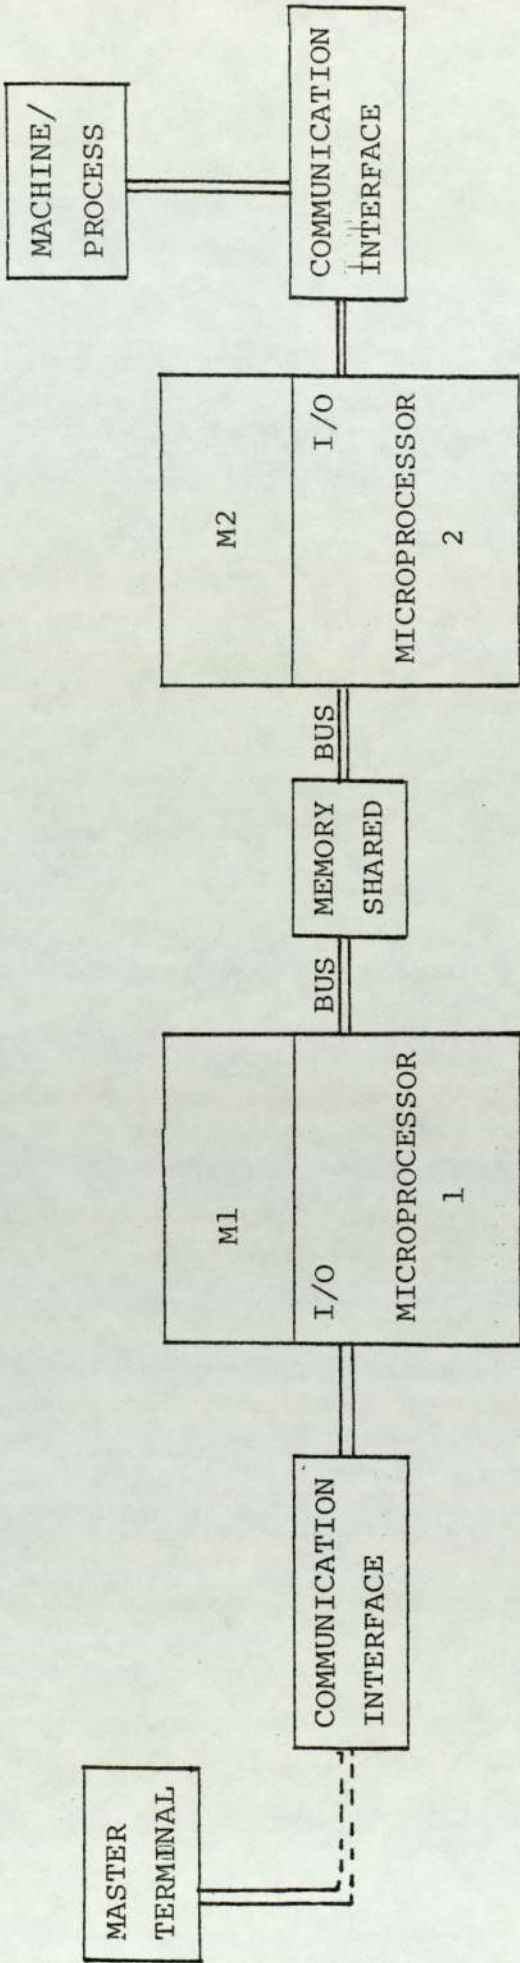 MASTER
TERMINAL
COMMUNICATION
INTERFACE
M1
I/O
MICROPROCESSOR
1
BUS
MEMORY
SHARED
BUS
M2
I/O
MICROPROCESSOR
2
COMMUNICATION
INTERFACE
MACHINE/
PROCESS